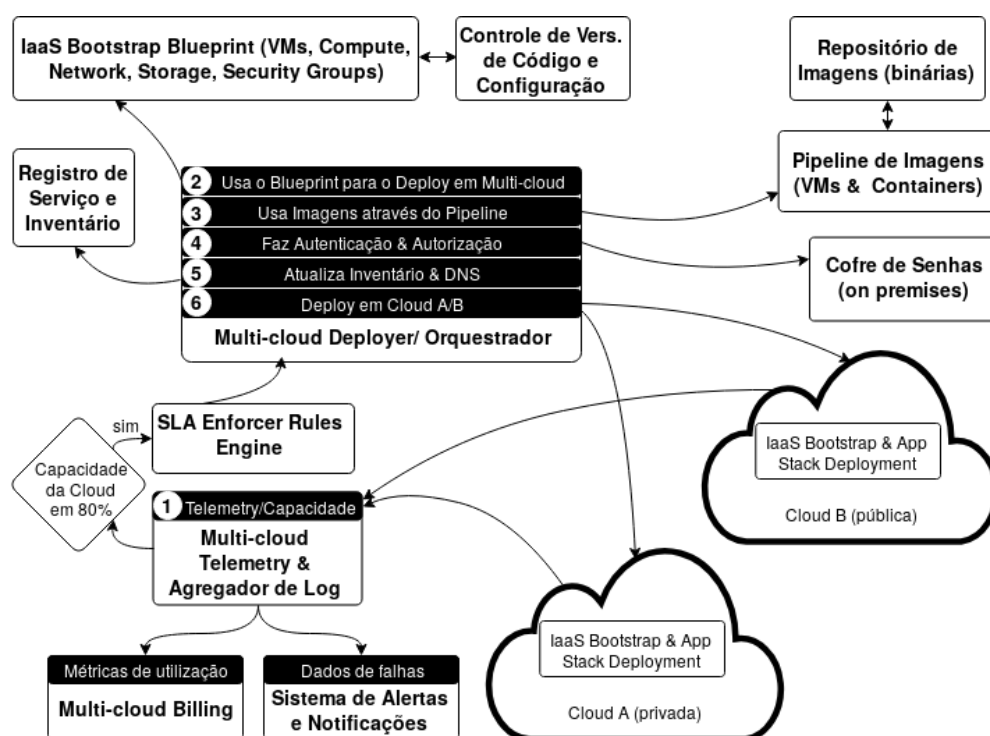 IaaS Bootstrap Blueprint (VMs, Compute,
Network, Storage, Security Groups)
Controle de Vers.
de Código e
Configuração
Repositório de
Imagens (binárias)
Pipeline de Imagens
(VMs & Containers)
Registro de
Serviço e
Inventário
2 Usa o Blueprint para o Deploy em Multi-cloud
3 Usa Imagens através do Pipeline
4 Faz Autenticação & Autorização
5 Atualiza Inventário & DNS
6 Deploy em Cloud A/B
Multi-cloud Deployer/ Orquestrador
Cofre de Senhas
(on premises)
sim
SLA Enforcer Rules
Engine
Capacidade
da Cloud
em 80%
1 Telemetry/Capacidade
Multi-cloud
Telemetry &
Agregador de Log
IaaS Bootstrap & App
Stack Deployment
Cloud B (pública)
IaaS Bootstrap & App
Stack Deployment
Cloud A (privada)
Métricas de utilização
Multi-cloud Billing
Dados de falhas
Sistema de Alertas
e Notificações